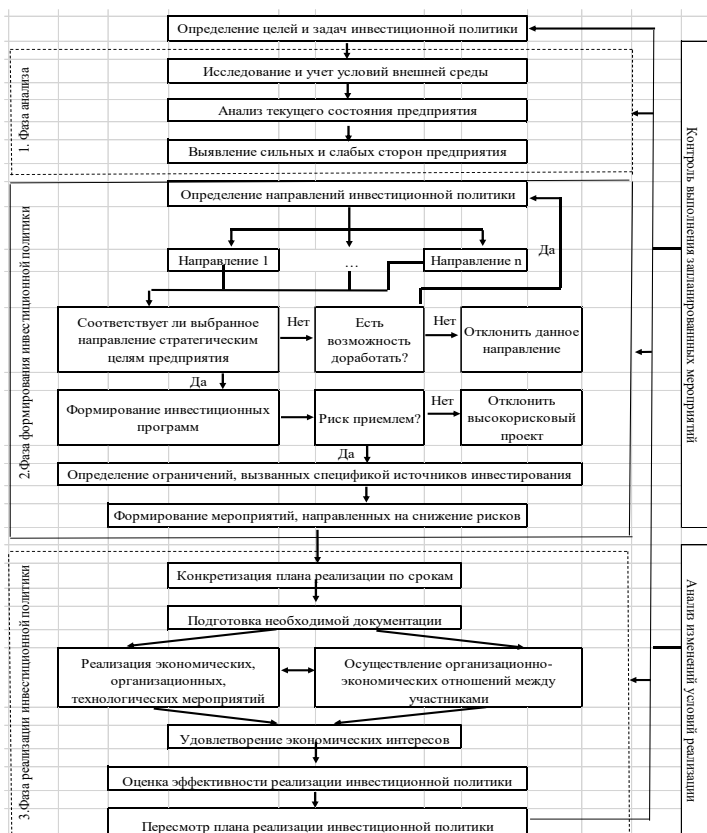 Определение целей и задач инвестиционной политики
1. Фаза анализа
Исследование и учет условий внешней среды
Анализ текущего состояния предприятия
Выявление сильных и слабых сторон предприятия
Контроль выполнения запланированных мероприятий
2.Фаза формирования инвестиционной политики
Определение направлений инвестиционной политики
Направление 1
...
Направление n
Да
Соответствует ли выбранное
направление стратегическим
целям предприятия
Нет
Есть
возможность
доработать?
Нет
Отклонить данное
направление
Да
Формирование инвестиционных
программ
Риск приемлем?
Нет
Отклонить
высокорисковый
проект
Да
Определение ограничений, вызванных спецификой источников инвестирования
Формирование мероприятий, направленных на снижение рисков
3.Фаза реализации инвестиционной политики
Конкретизация плана реализации по срокам
Подготовка необходимой документации
Реализация экономических,
организационных,
технологических мероприятий
Осуществление организационно-
экономических отношений между
участниками
Анализ изменений условий реализации
Удовлетворение экономических интересов
Оценка эффективности реализации инвестиционной политики
Пересмотр плана реализации инвестиционной политики